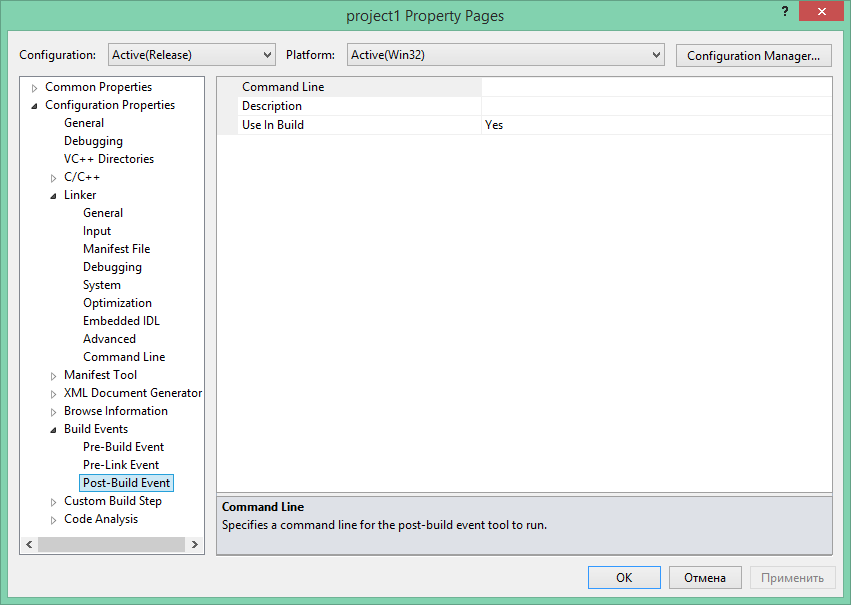 project1 Property Pages
?
Configuration: Active(Release) Platform: Active(Win32) Configuration Manager...
Common Properties
Configuration Properties
General
Debugging
VC++ Directories
C/C++
Linker
General
Input
Manifest File
Debugging
System
Optimization
Embedded IDL
Advanced
Command Line
Manifest Tool
XML Document Generator
Browse Information
Build Events
Pre-Build Event
Pre-Link Event
Post-Build Event
Custom Build Step
Code Analysis
Command Line
Description
Use In Build Yes
Command Line
Specifies a command line for the post-build event tool to run.
OK Отмена Применить